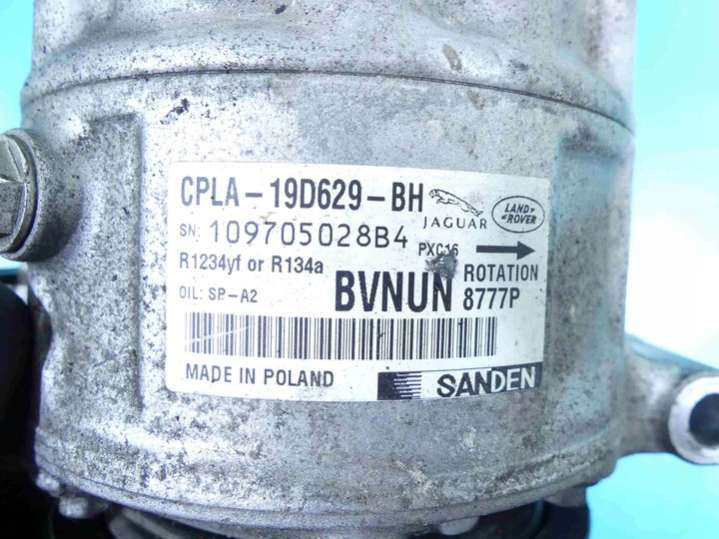 CPLA-19D629-BH JAGUAR LAND ROVER
SN: 109705028B4 PXC16
R1234yf or R134a ROTATION
OIL: SP-A2 BVNUN 8777P
MADE IN POLAND SANDEN